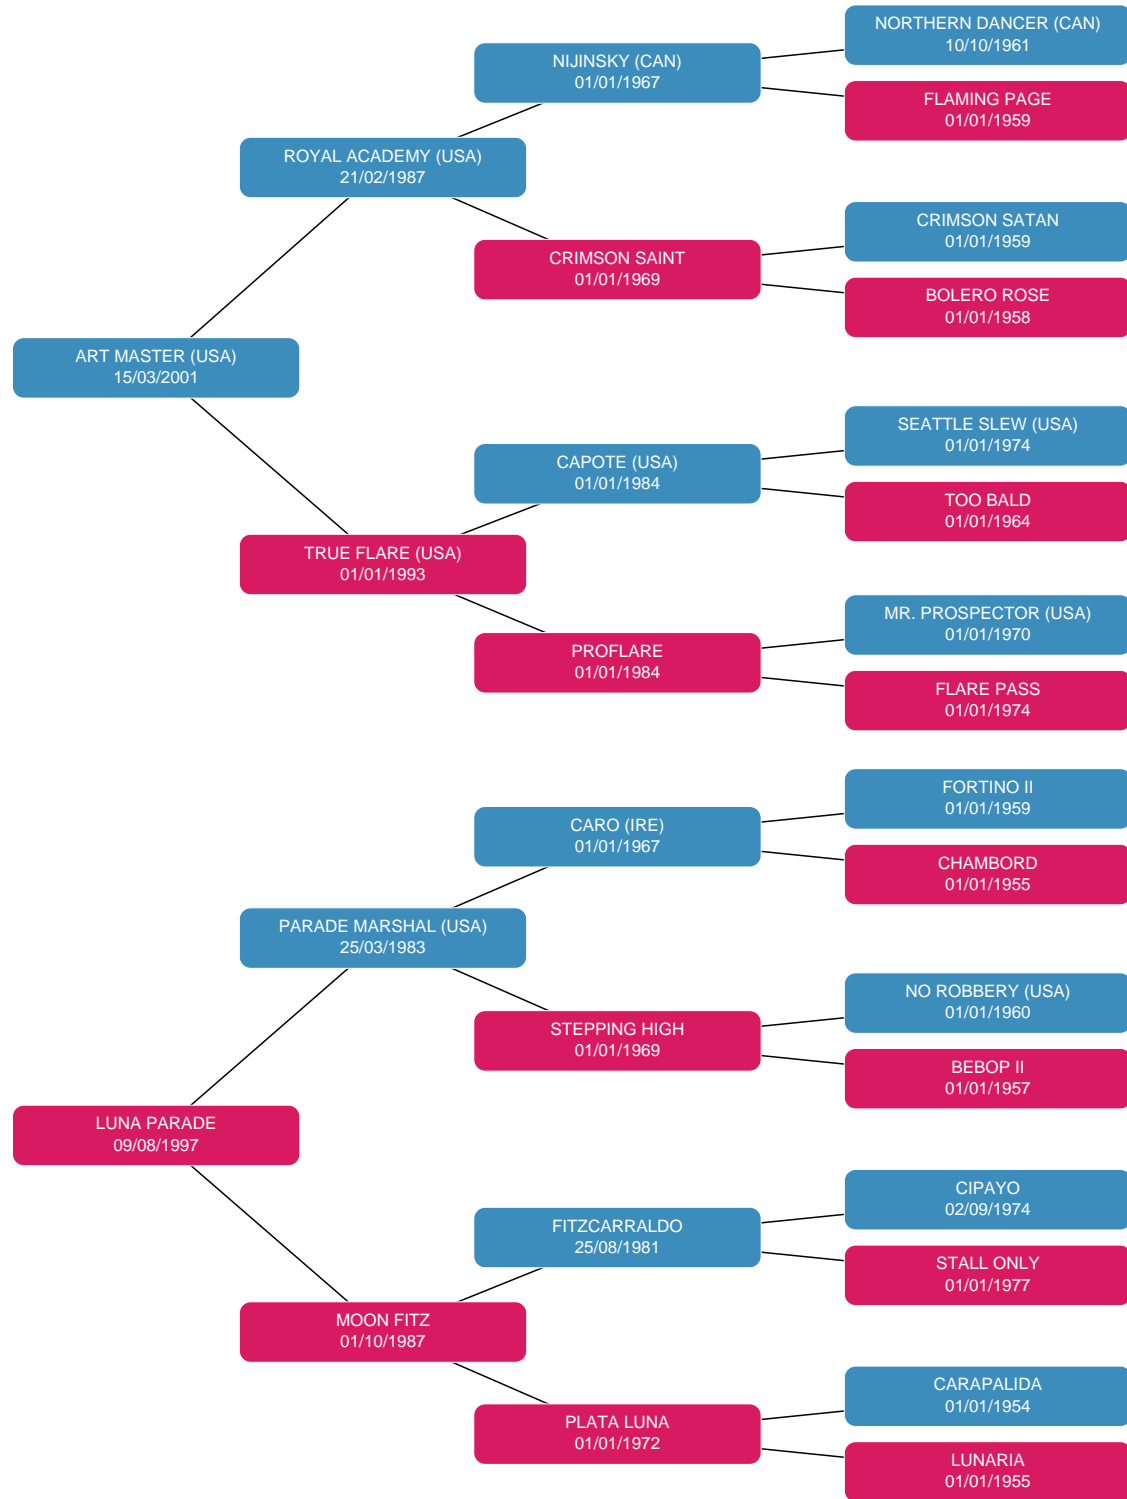 NORTHERN DANCER (CAN)
10/10/1961
NIJINSKY (CAN)
01/01/1967
FLAMING PAGE
01/01/1959
ROYAL ACADEMY (USA)
21/02/1987
CRIMSON SATAN
01/01/1959
CRIMSON SAINT
01/01/1969
BOLERO ROSE
01/01/1958
ART MASTER (USA)
15/03/2001
SEATTLE SLEW (USA)
01/01/1974
CAPOTE (USA)
01/01/1984
TOO BALD
01/01/1964
TRUE FLARE (USA)
01/01/1993
MR. PROSPECTOR (USA)
01/01/1970
PROFLARE
01/01/1984
FLARE PASS
01/01/1974
FORTINO II
01/01/1959
CARO (IRE)
01/01/1967
CHAMBORD
01/01/1955
PARADE MARSHAL (USA)
25/03/1983
NO ROBBERY (USA)
01/01/1960
STEPPING HIGH
01/01/1969
BEBOP II
01/01/1957
LUNA PARADE
09/08/1997
CIPAYO
02/09/1974
FITZCARRALDO
25/08/1981
STALL ONLY
01/01/1977
MOON FITZ
01/10/1987
CARAPALIDA
01/01/1954
PLATA LUNA
01/01/1972
LUNARIA
01/01/1955